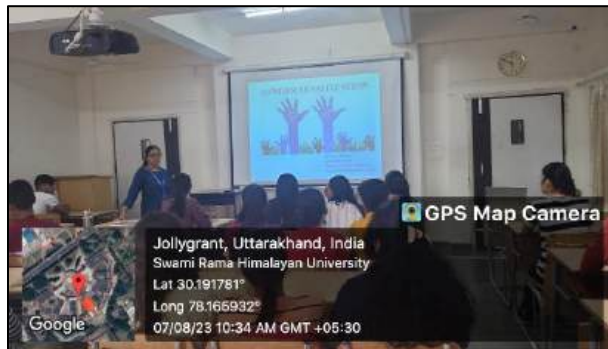 GPS Map Camera
Jollygrant, Uttarakhand, India
Swami Rama Himalayan University
Lat 30.191781°
Long 78.165932°
07/08/23 10:34 AM GMT +05:30
Google